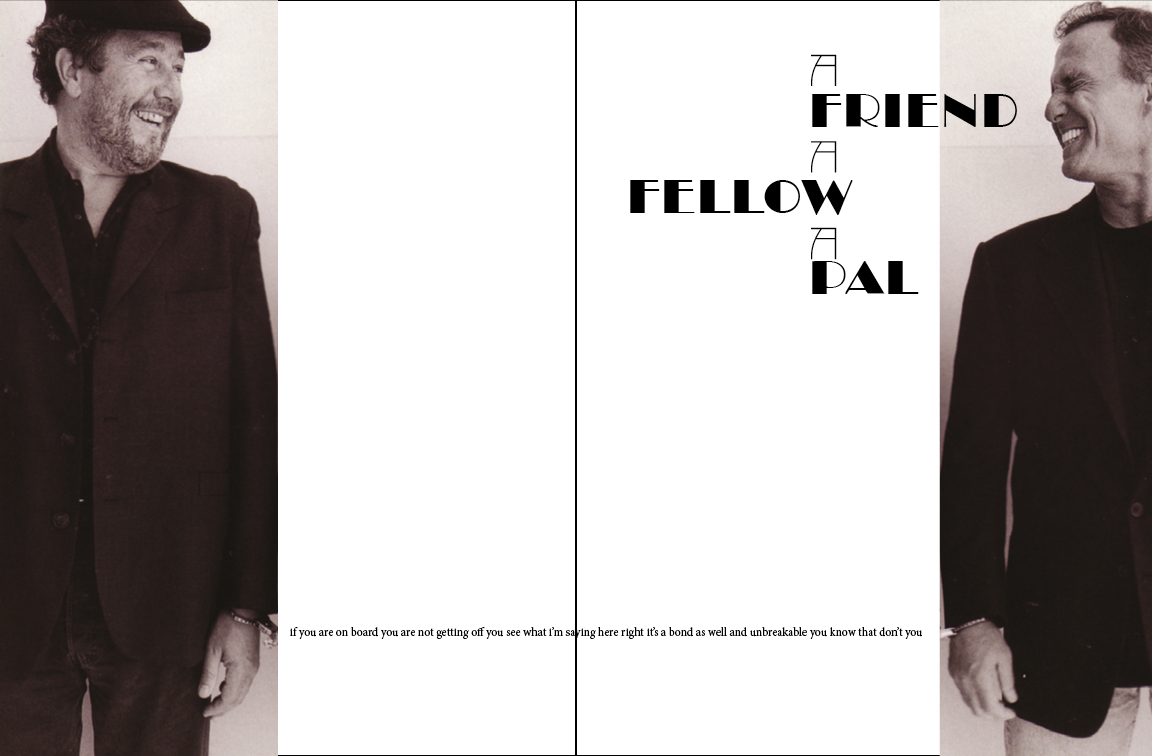 A
FRIEND
A
FELLOW
A
PAL
if you are on board you are not getting off you see what i'm saying here right it's a bond as well and unbreakable you know that don't you